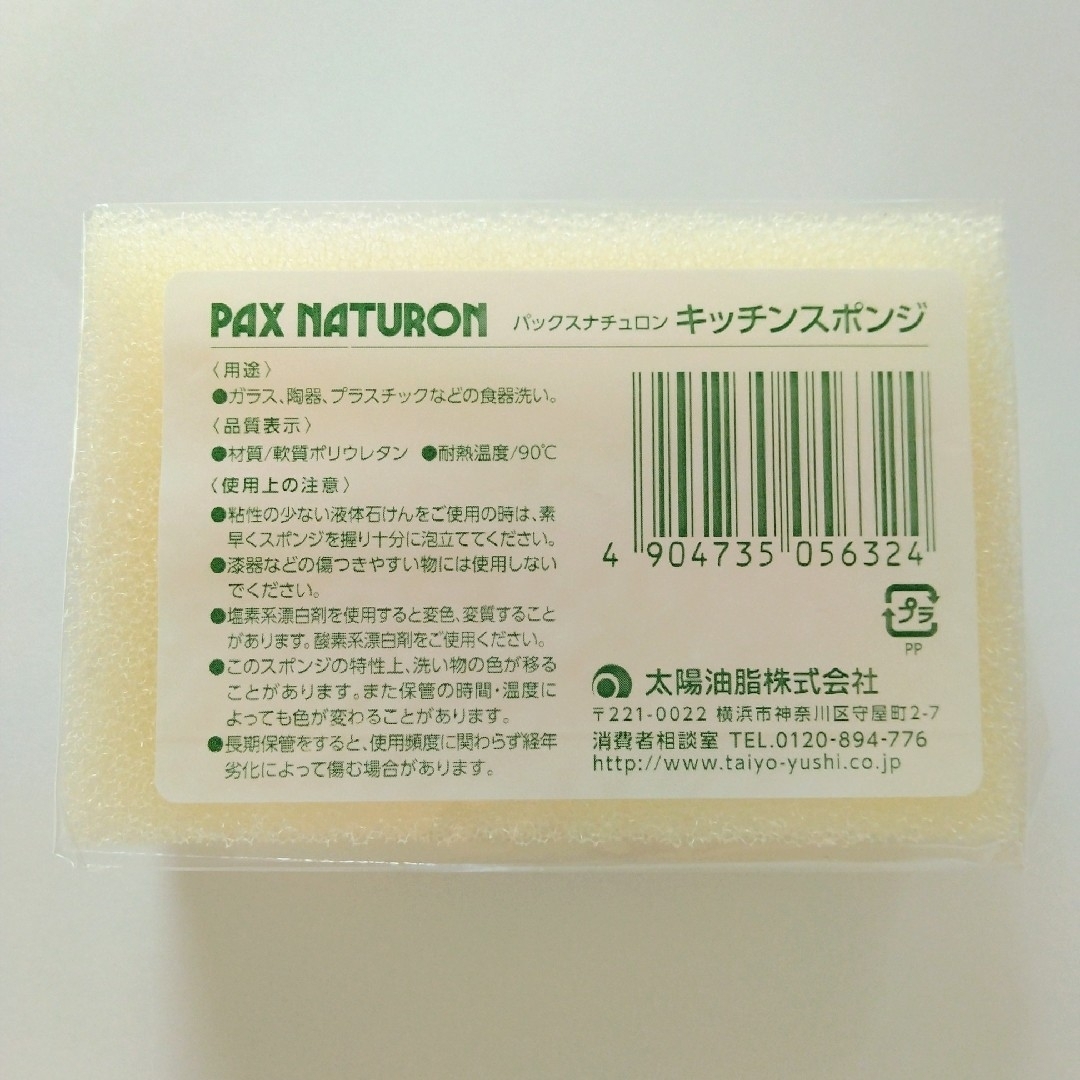 PAX NATURON パックスナチュロン キッチンスポンジ
〈用途〉
●ガラス、陶器、プラスチックなどの食器洗い。
〈品質表示〉
●材質/軟質ポリウレタン ●耐熱温度/90℃
〈使用上の注意〉
●粘性の少ない液体石けんをご使用の時は、素
早くスポンジを握り十分に泡立ててください。
●漆器などの傷つきやすい物には使用しない
でください。
●塩素系漂白剤を使用すると変色、変質すること
があります。酸素系漂白剤をご使用ください。
●このスポンジの特性上、洗い物の色が移る
ことがあります。また保管の時間・温度に
よっても色が変わることがあります。
●長期保管をすると、使用頻度に関わらず経年
劣化によって傷む場合があります。
4 904735 056324
プラ
PP
太陽油脂株式会社
〒221-0022 横浜市神奈川区守屋町2-7
消費者相談室 TEL.0120-894-776
http://www.taiyo-yushi.co.jp